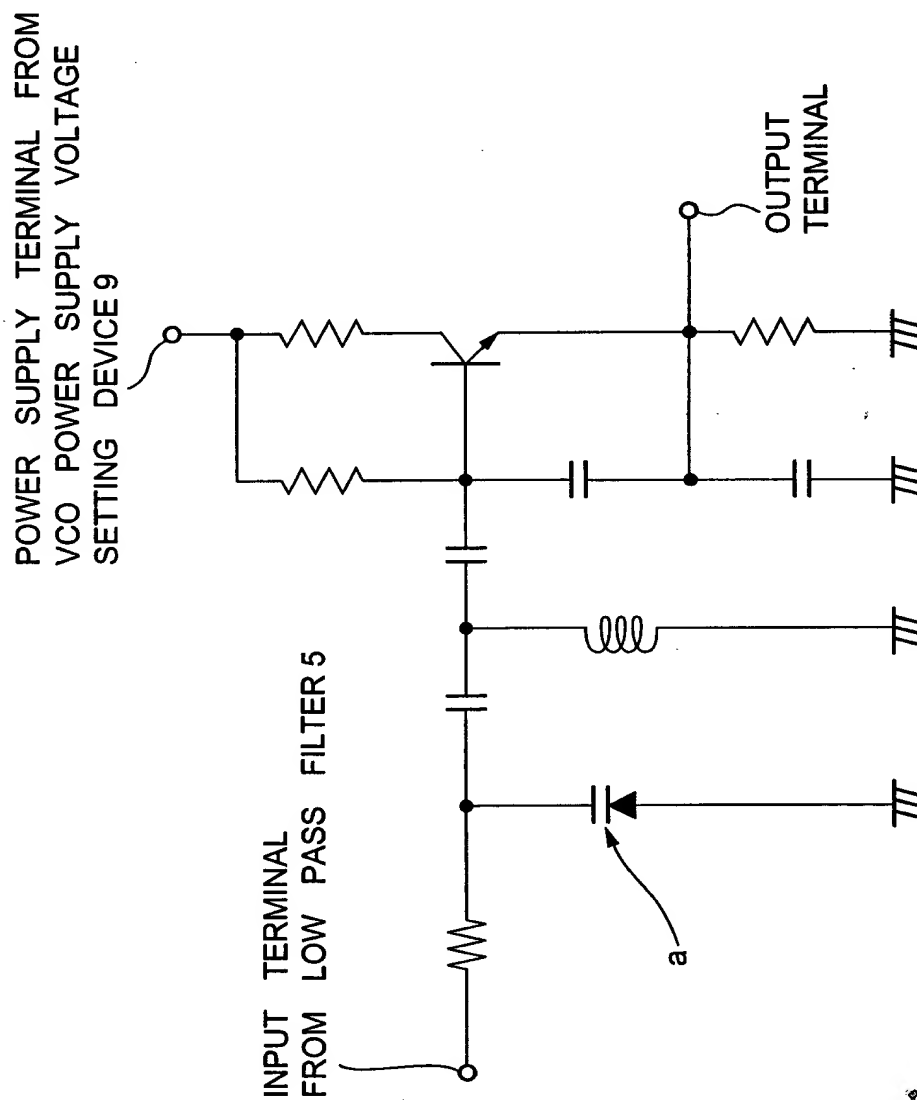 POWER SUPPLY TERMINAL FROM
VCO POWER SUPPLY VOLTAGE
SETTING DEVICE 9
OUTPUT
TERMINAL
INPUT TERMINAL
FROM LOW PASS FILTER 5
a